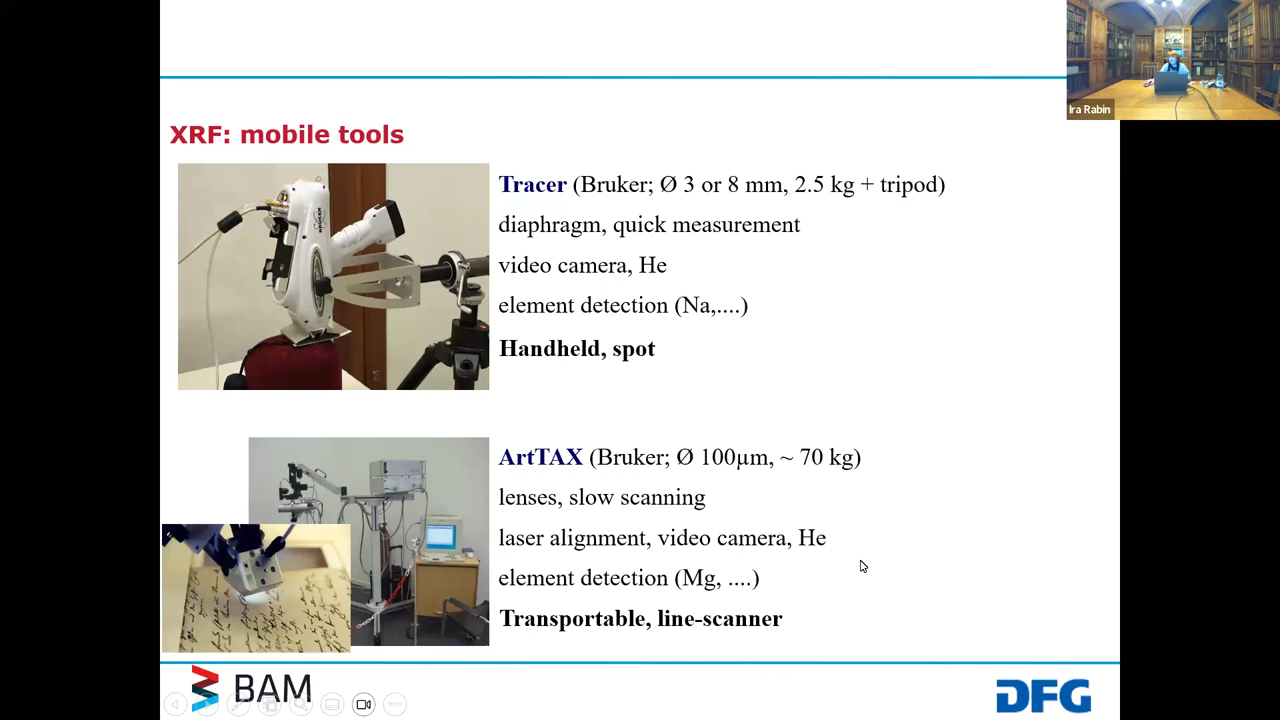 Ira Rabin
XRF: mobile tools
Tracer (Bruker; Ø 3 or 8 mm, 2.5 kg + tripod)
diaphragm, quick measurement
video camera, He
element detection (Na,....)
Handheld, spot
BRUKER
ArtTAX (Bruker; Ø 100µm, ~ 70 kg)
lenses, slow scanning
laser alignment, video camera, He
element detection (Mg, ....)
Transportable, line-scanner
BAM
DFG